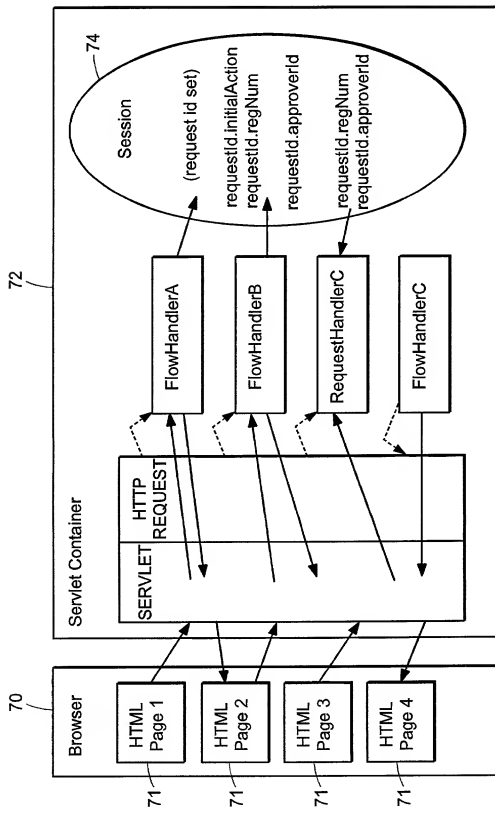 70
Browser
HTML
Page 1
71
HTML
Page 2
71
HTML
Page 3
71
HTML
Page 4
71
72
Servlet Container
SERVLET
HTTP
REQUEST
FlowHandlerA
FlowHandlerB
RequestHandlerC
FlowHandlerC
74
Session
(request id set)
requestId.initialAction
requestId.regNum
requestId.approverId
requestId.regNum
requestId.approverId